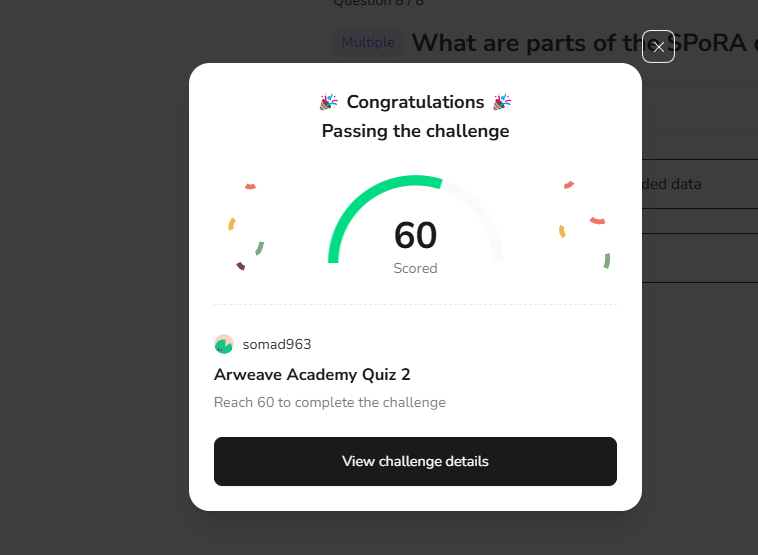 Question 8 / 8
Multiple What are parts of the SPoRA
🎉 Congratulations 🎉
Passing the challenge
ded data
60
Scored
somad963
Arweave Academy Quiz 2
Reach 60 to complete the challenge
View challenge details